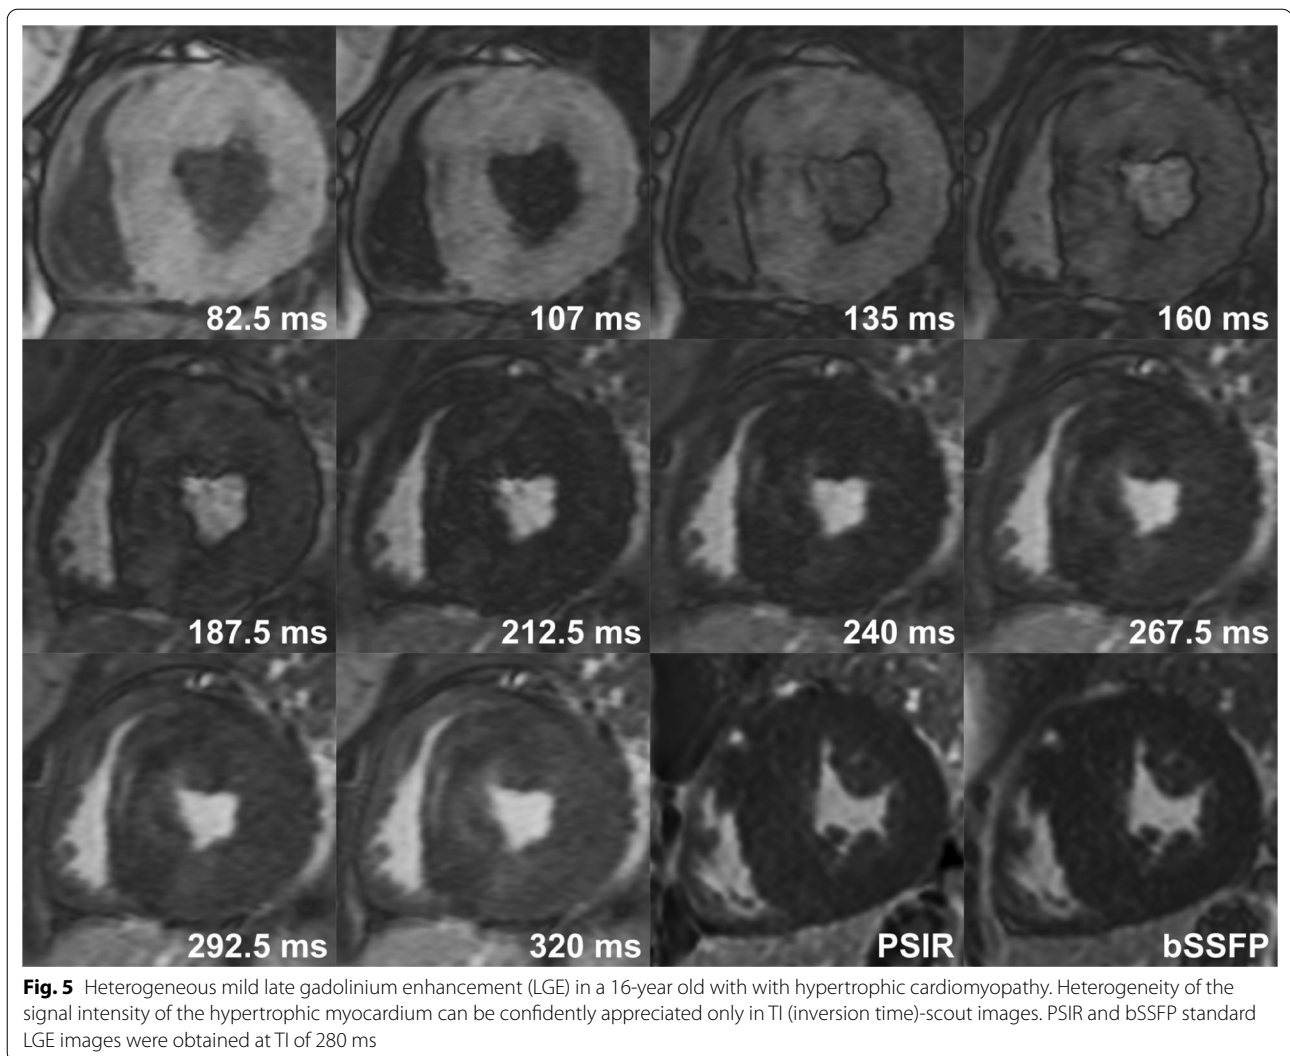 82.5 ms
107 ms
135 ms
160 ms
187.5 ms
212.5 ms
240 ms
267.5 ms
292.5 ms
320 ms
PSIR
bSSFP
Fig. 5 Heterogeneous mild late gadolinium enhancement (LGE) in a 16-year old with with hypertrophic cardiomyopathy. Heterogeneity of the
signal intensity of the hypertrophic myocardium can be confidently appreciated only in TI (inversion time)-scout images. PSIR and bSSFP standard
LGE images were obtained at TI of 280 ms